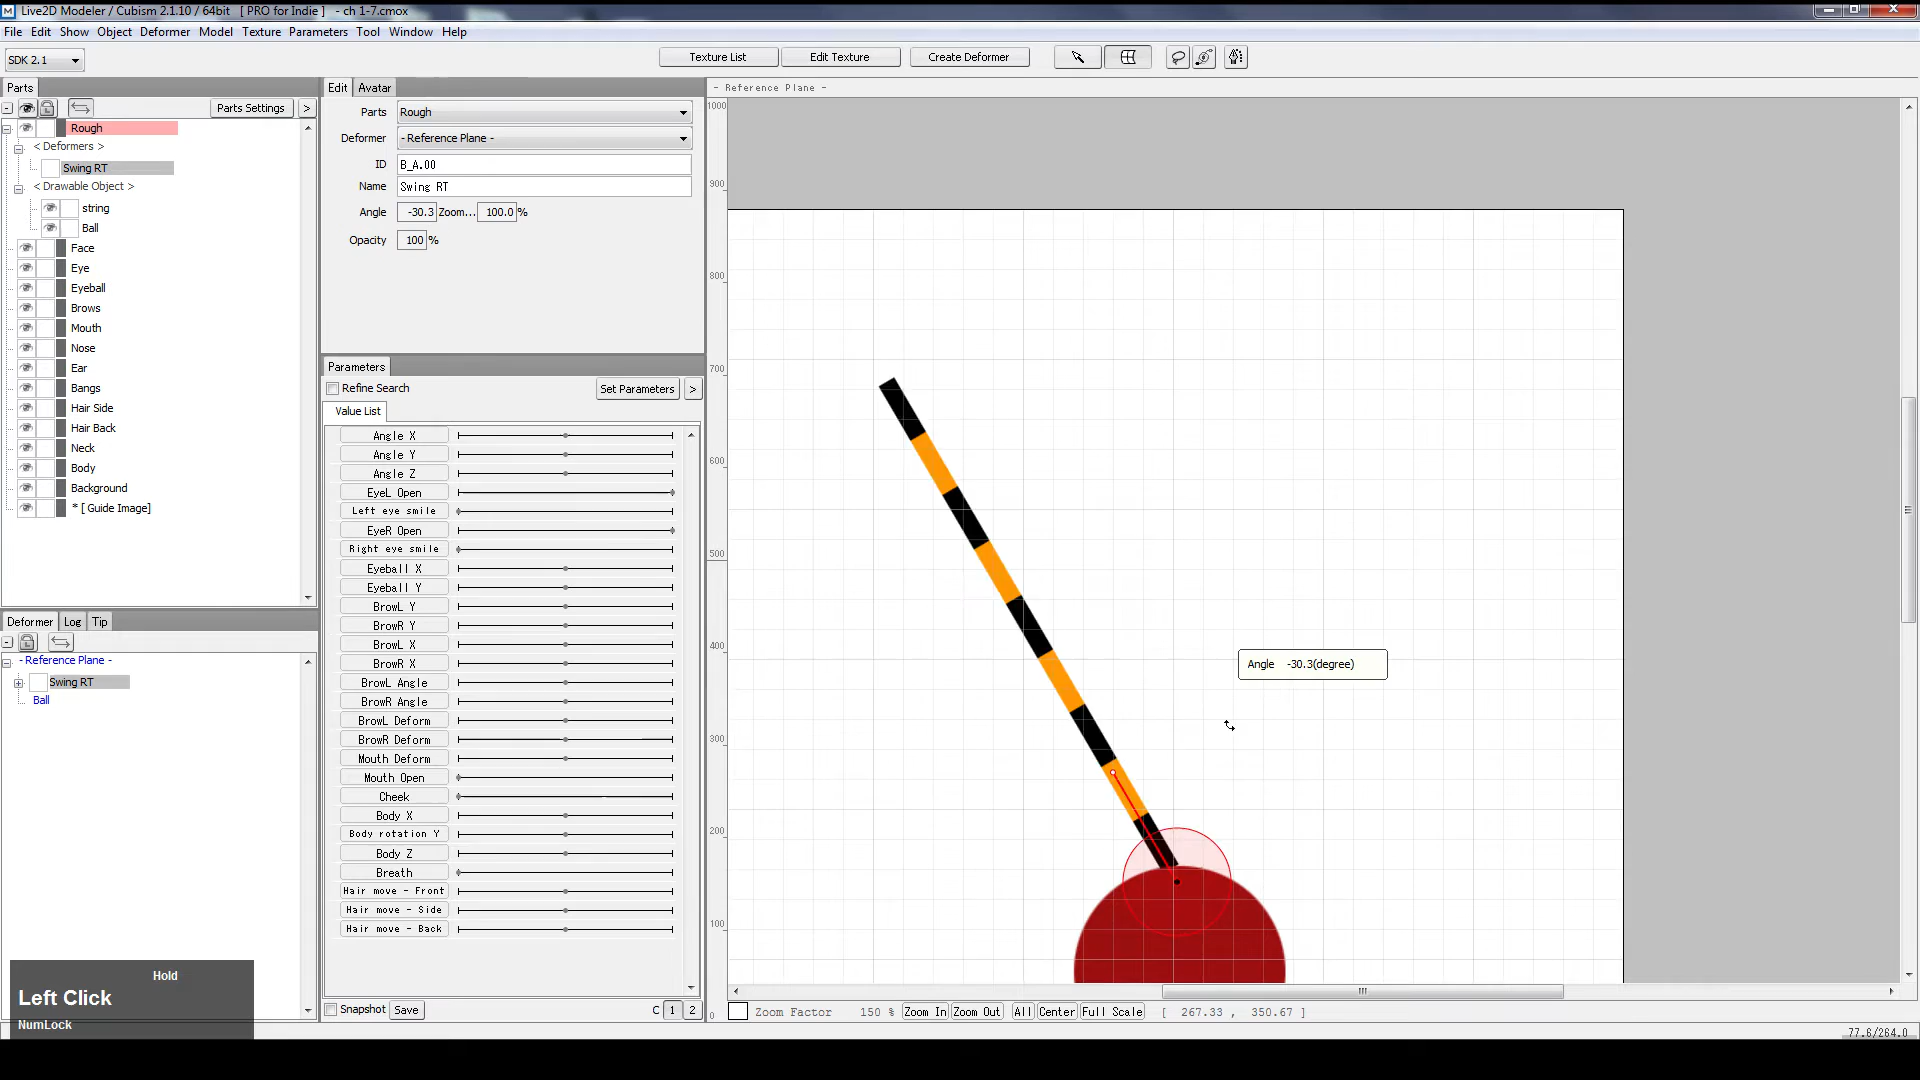 Live2D Modeler / Cubism 2.1.10 / 64bit [ PRO for Indie ] - ch 1-7.cmox
File Edit Show Object Deformer Model Texture Parameters Tool Window Help
SDK 2.1
Texture List
Edit Texture
Create Deformer
Parts
Parts Settings
>
Rough
< Deformers >
Swing RT
< Drawable Object >
string
Ball
Face
Eye
Eyeball
Brows
Mouth
Nose
Ear
Bangs
Hair Side
Hair Back
Neck
Body
Background
* [ Guide Image]
Deformer Log Tip
- Reference Plane -
Swing RT
Ball
Hold
Left Click
NumLock
Edit Avatar
Parts Rough
Deformer - Reference Plane -
ID B_A.00
Name Swing RT
Angle -30.3 Zoom... 100.0 %
Opacity 100 %
Parameters
Refine Search
Set Parameters >
Value List
Angle X
Angle Y
Angle Z
EyeL Open
Left eye smile
EyeR Open
Right eye smile
Eyeball X
Eyeball Y
BrowL Y
BrowR Y
BrowL X
BrowR X
BrowL Angle
BrowR Angle
BrowL Deform
BrowR Deform
Mouth Deform
Mouth Open
Cheek
Body X
Body rotation Y
Body Z
Breath
Hair move - Front
Hair move - Side
Hair move - Back
Snapshot Save C 1 2
- Reference Plane -
1000
900
800
700
600
500
400
300
200
100
0
Angle -30.3(degree)
Zoom Factor 150 % Zoom In Zoom Out All Center Full Scale [ 267.33 , 350.67 ]
77.6/264.0